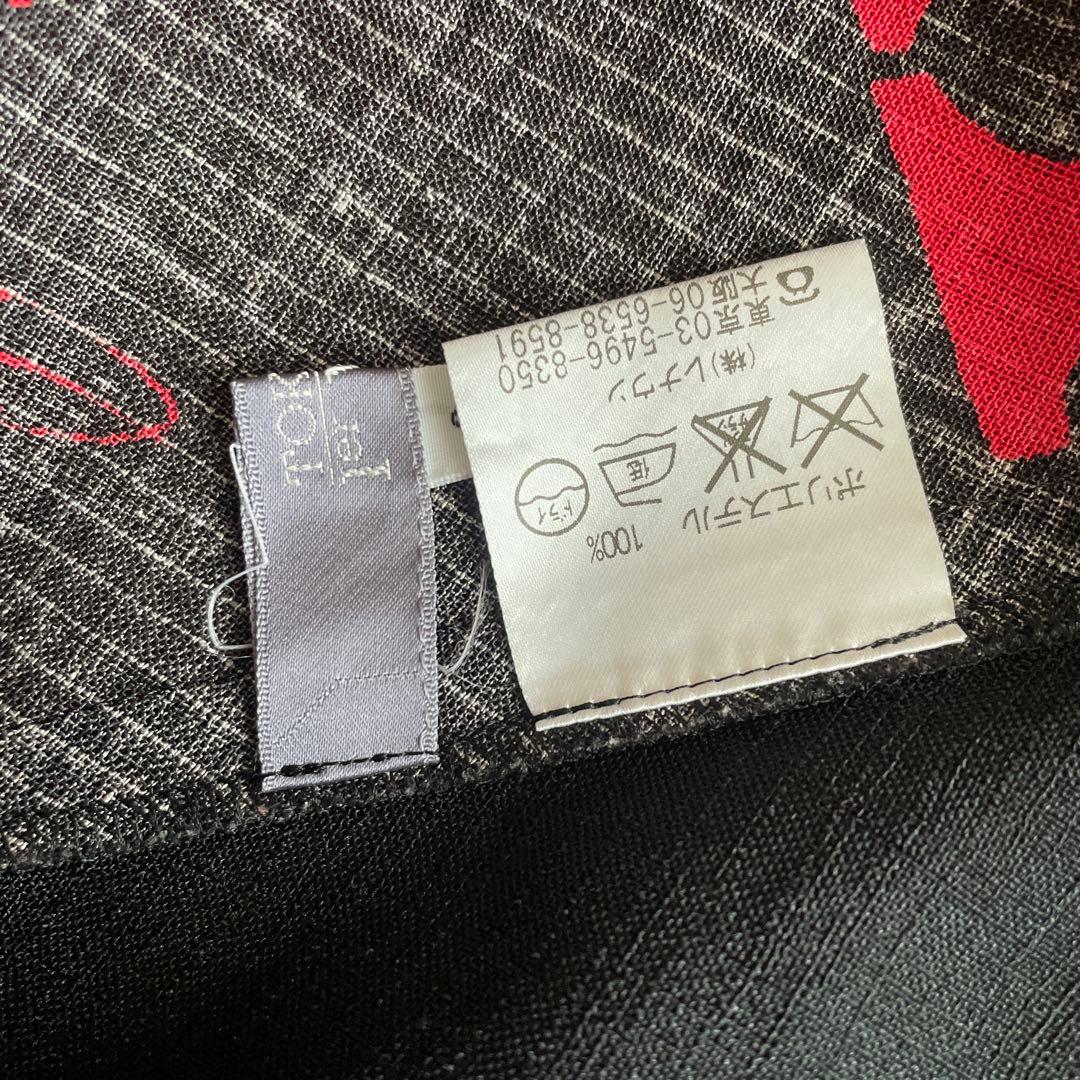 ポリエステル
100%
低
ドライ
(株)レナウン
東京03-5496-8350
大阪06-6538-8591